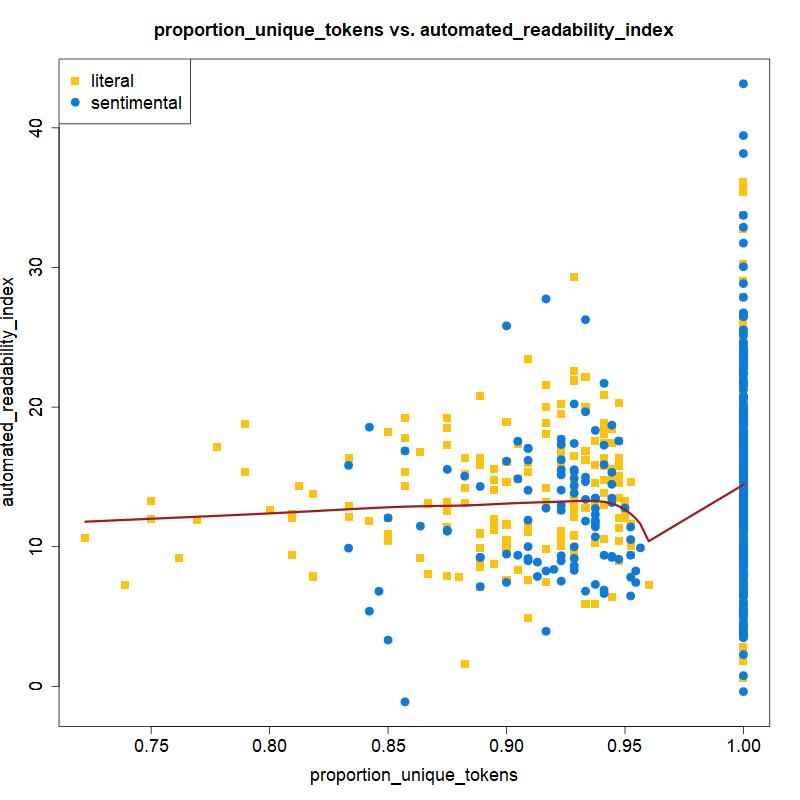 proportion_unique_tokens vs. automated_readability_index
literal
sentimental
automated_readability_index
40
30
20
10
0
0.75 0.80 0.85 0.90 0.95 1.00
proportion_unique_tokens